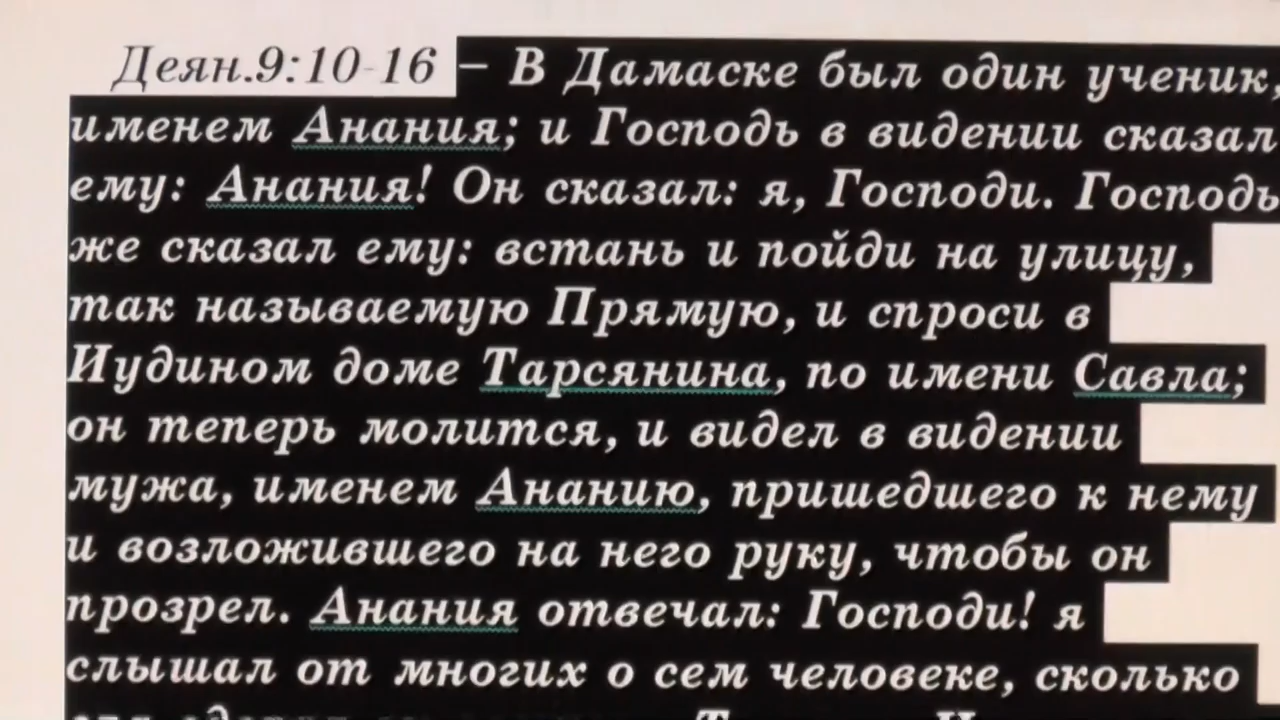 Деян.9:10-16 – В Дамаске был один ученик,
именем Анания; и Господь в видении сказал
ему: Анания! Он сказал: я, Господи. Господь
же сказал ему: встань и пойди на улицу,
так называемую Прямую, и спроси в
Иудином доме Тарсянина, по имени Савла;
он теперь молится, и видел в видении
мужа, именем Ананию, пришедшего к нему
и возложившего на него руку, чтобы он
прозрел. Анания отвечал: Господи! я
слышал от многих о сем человеке, сколько